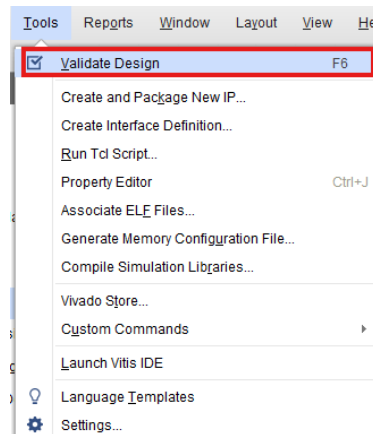 Tools Reports Window Layout View He
Validate Design F6
Create and Package New IP...
Create Interface Definition...
Run Tcl Script...
Property Editor Ctrl+J
Associate ELF Files...
Generate Memory Configuration File...
Compile Simulation Libraries...
Vivado Store...
Custom Commands
Launch Vitis IDE
Language Templates
Settings...